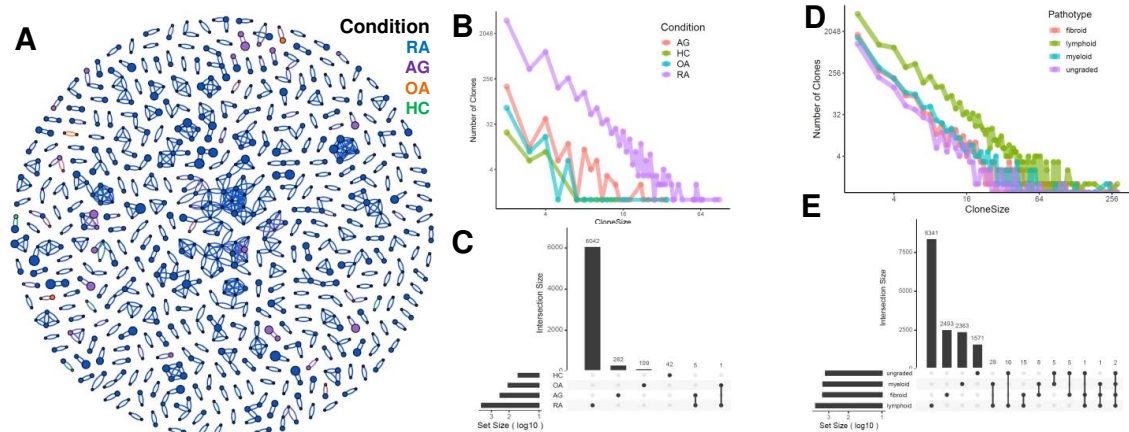 A
Condition
RA
AG
OA
HC
B
Number of Clones
2048
256
32
4
4
16
64
CloneSize
Condition
AG
HC
OA
RA
C
Intersection Size
6042
6000
4000
2000
0
282
42
5
1
HC
OA
AG
RA
3
2
1
Set Size ( log10 )
D
Number of Clones
2048
256
32
4
4
16
64
256
CloneSize
Pathotype
fibroid
lymphoid
myeloid
ungraded
E
Intersection Size
8341
7500
5000
2500
0
2493
2363
1571
28
16
15
5
5
1
1
2
ungraded
myeloid
fibroid
lymphoid
3
2
1
Set Size ( log10 )